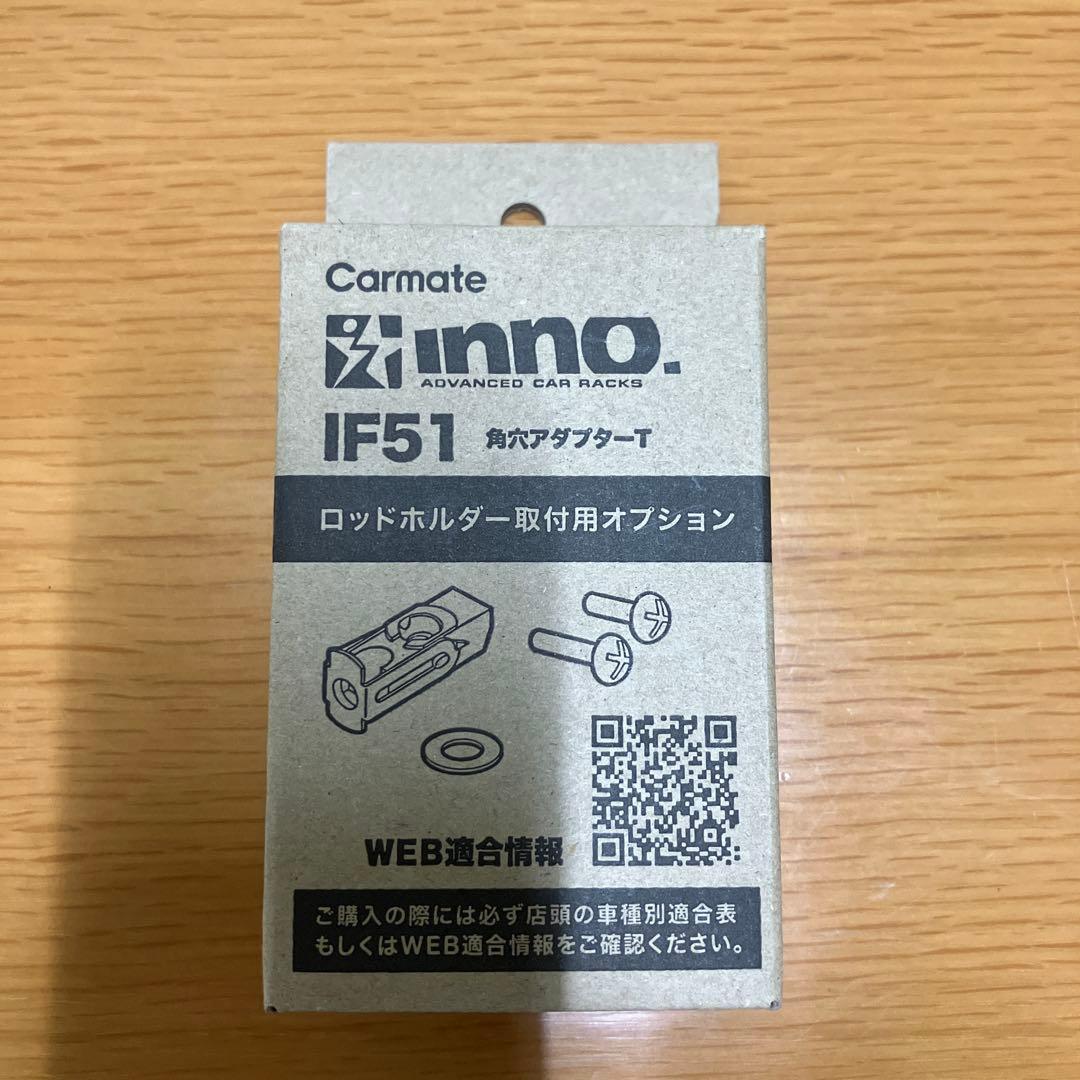 Carmate
inno.
ADVANCED CAR RACKS
IF51 角穴アダプターT
ロッドホルダー取付用オプション
WEB適合情報
ご購入の際には必ず店頭の車種別適合表
もしくはWEB適合情報をご確認ください。